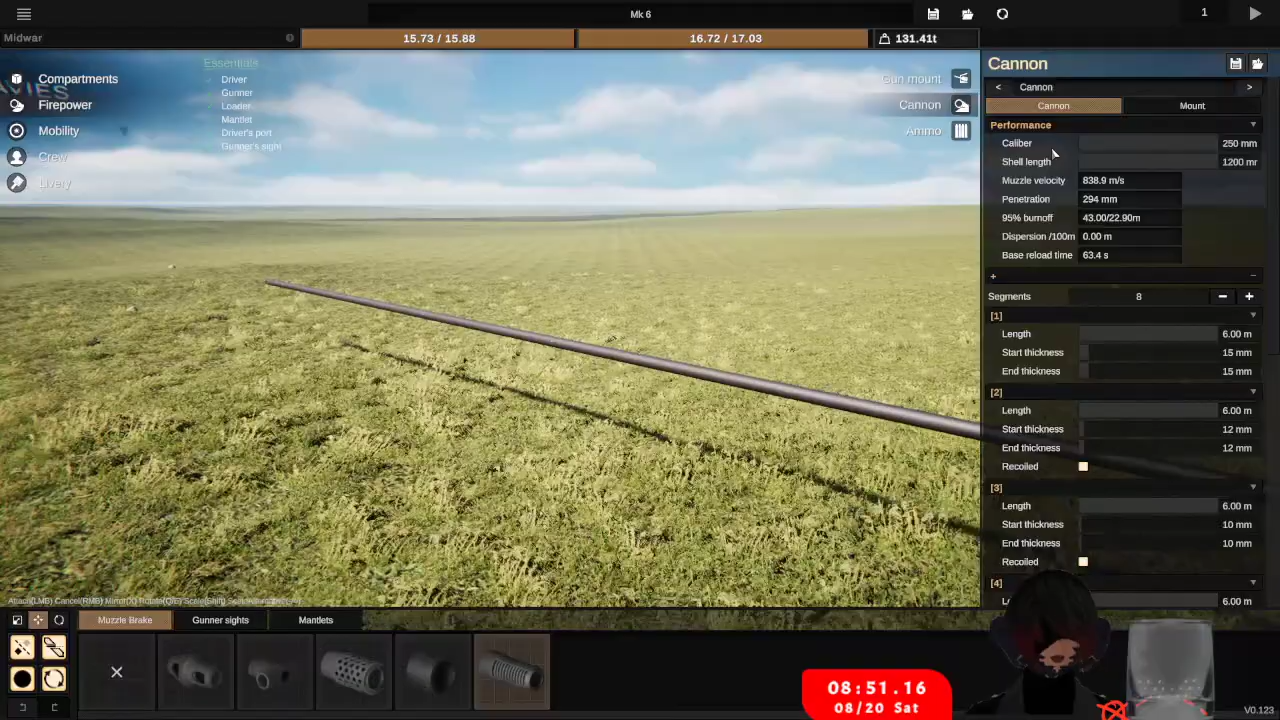 Mk 6
1
Midwar
15.73 / 15.88
16.72 / 17.03
131.41t
Compartments
Firepower
Mobility
Crew
Livery
Essentials
Driver
Gunner
Loader
Mantlet
Driver's port
Gunner's sight
Gun mount
Cannon
Ammo
Cannon
< Cannon >
Cannon Mount
Performance
Caliber 250 mm
Shell length 1200 mr
Muzzle velocity 838.9 m/s
Penetration 294 mm
95% burnoff 43.00/22.90m
Dispersion /100m 0.00 m
Base reload time 63.4 s
+ −
Segments 8 − +
[1]
Length 6.00 m
Start thickness 15 mm
End thickness 15 mm
[2]
Length 6.00 m
Start thickness 12 mm
End thickness 12 mm
Recoiled
[3]
Length 6.00 m
Start thickness 10 mm
End thickness 10 mm
Recoiled
[4]
6.00 m
Muzzle Brake Gunner sights Mantlets
08:51.16
08/20 Sat
V0.123